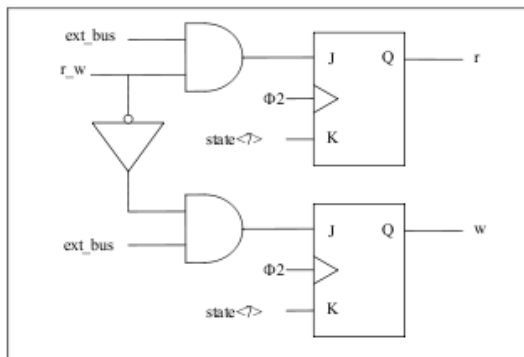 ext_bus
r_w
J Q r
Φ2
state<7> K
ext_bus
J Q w
Φ2
state<7> K